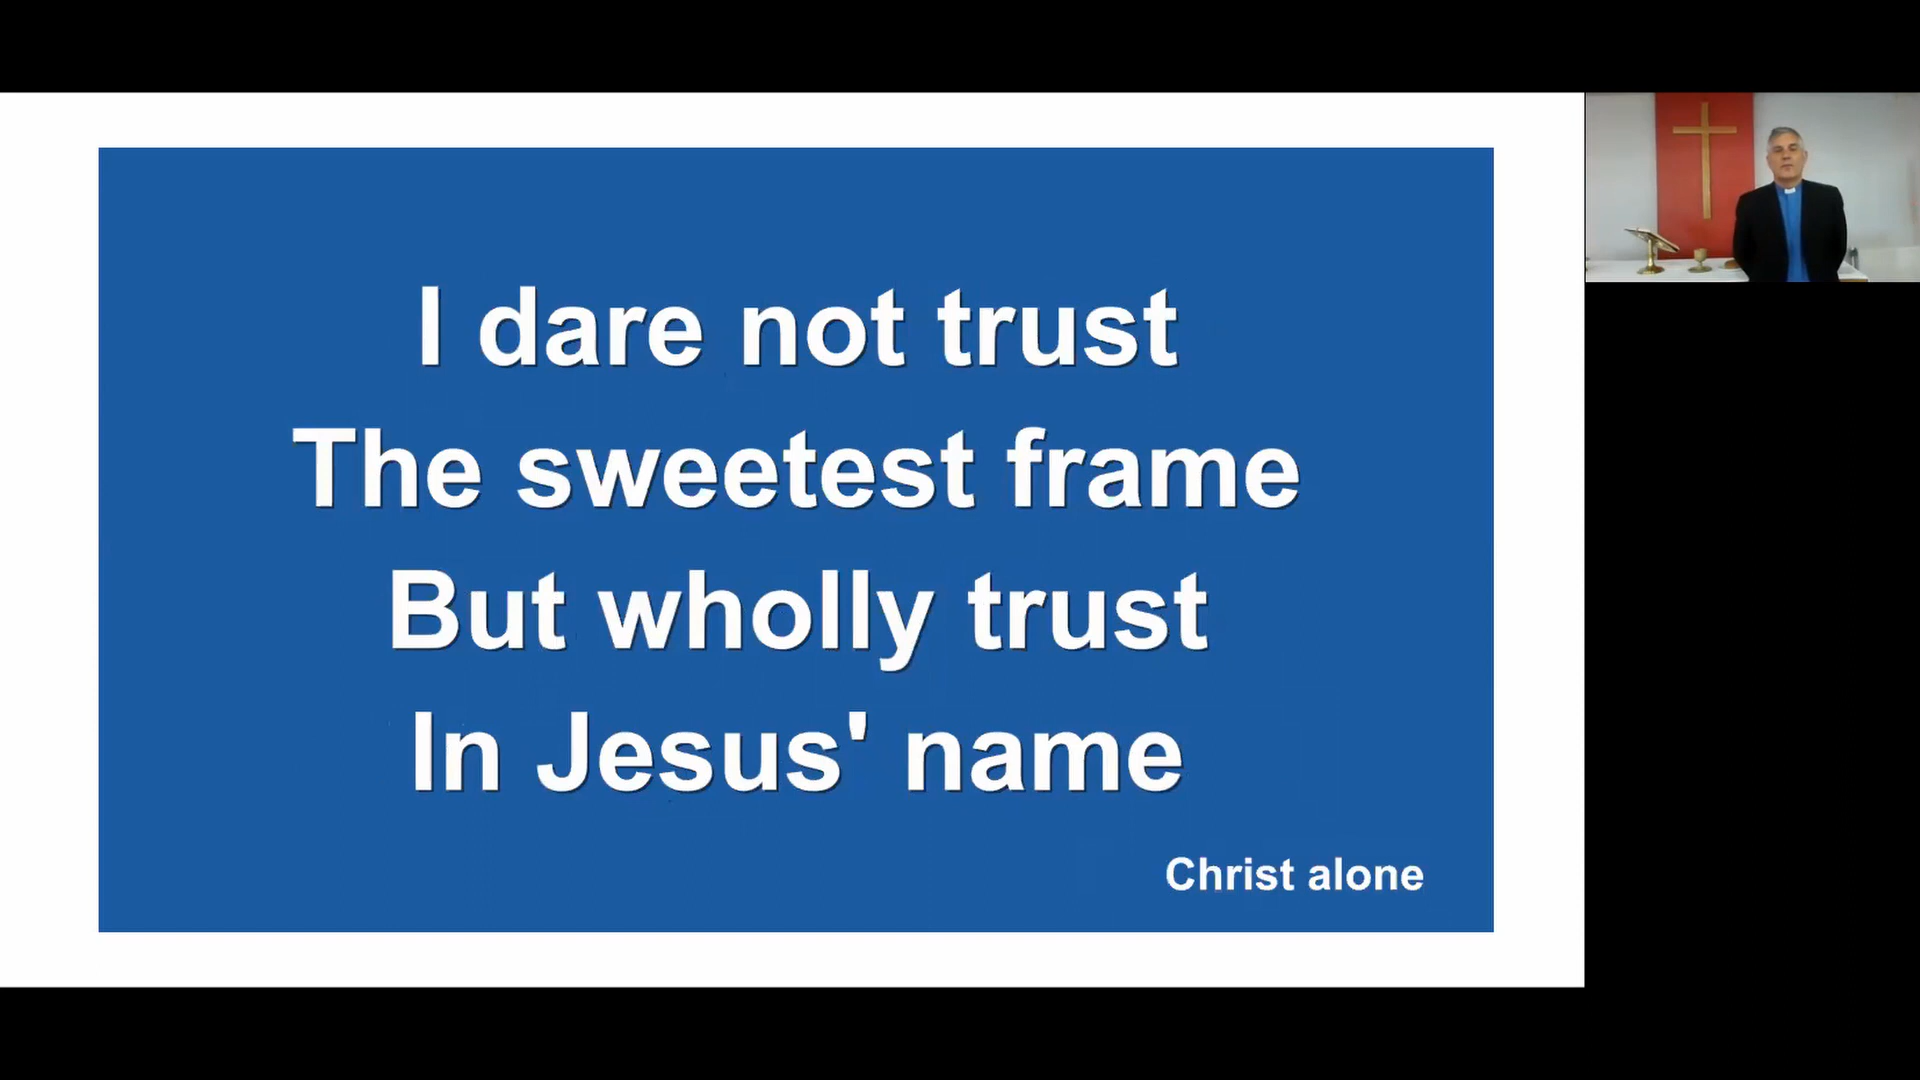 I dare not trust
The sweetest frame
But wholly trust
In Jesus' name
Christ alone